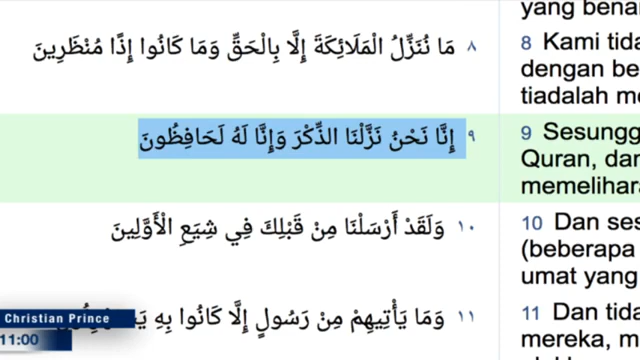 yang benar
٨ مَا نُنَزِّلُ الْمَلَائِكَةَ إِلَّا بِالْحَقِّ وَمَا كَانُوا إِذًا مُنْظَرِينَ
8 Kami tida
dengan be
tiadalah me
٩ إِنَّا نَحْنُ نَزَّلْنَا الذِّكْرَ وَإِنَّا لَهُ لَحَافِظُونَ
9 Sesungg
Quran, dan
memelihara
١٠ وَلَقَدْ أَرْسَلْنَا مِنْ قَبْلِكَ فِي شِيَعِ الْأَوَّلِينَ
10 Dan ses
(beberapa
umat yang
١١ وَمَا يَأْتِيهِمْ مِنْ رَسُولٍ إِلَّا كَانُوا بِهِ
11 Dan tida
mereka, m
Christian Prince
11:00